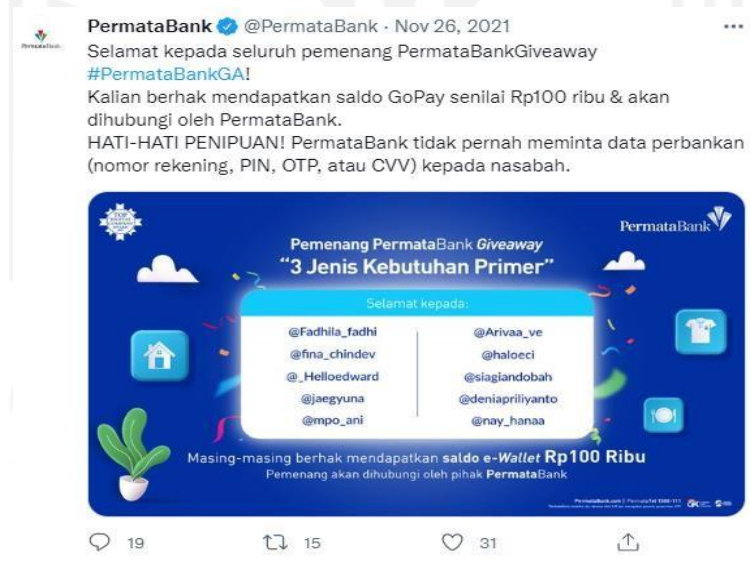 PermataBank @PermataBank · Nov 26, 2021
Selamat kepada seluruh pemenang PermataBankGiveaway
#PermataBankGA!
Kalian berhak mendapatkan saldo GoPay senilai Rp100 ribu & akan
dihubungi oleh PermataBank.
HATI-HATI PENIPUAN! PermataBank tidak pernah meminta data perbankan
(nomor rekening, PIN, OTP, atau CVV) kepada nasabah.
PermataBank
Pemenang PermataBank Giveaway
“3 Jenis Kebutuhan Primer”
Selamat kepada:
@Fadhila_fadhi
@fina_chindev
@_Helloedward
@jaegyuna
@mpo_ani
@Arivaa_ve
@haloeci
@siagiandobah
@deniapriliyanto
@nay_hanaa
Masing-masing berhak mendapatkan saldo e-Wallet Rp100 Ribu
Pemenang akan dihubungi oleh pihak PermataBank
19
15
31